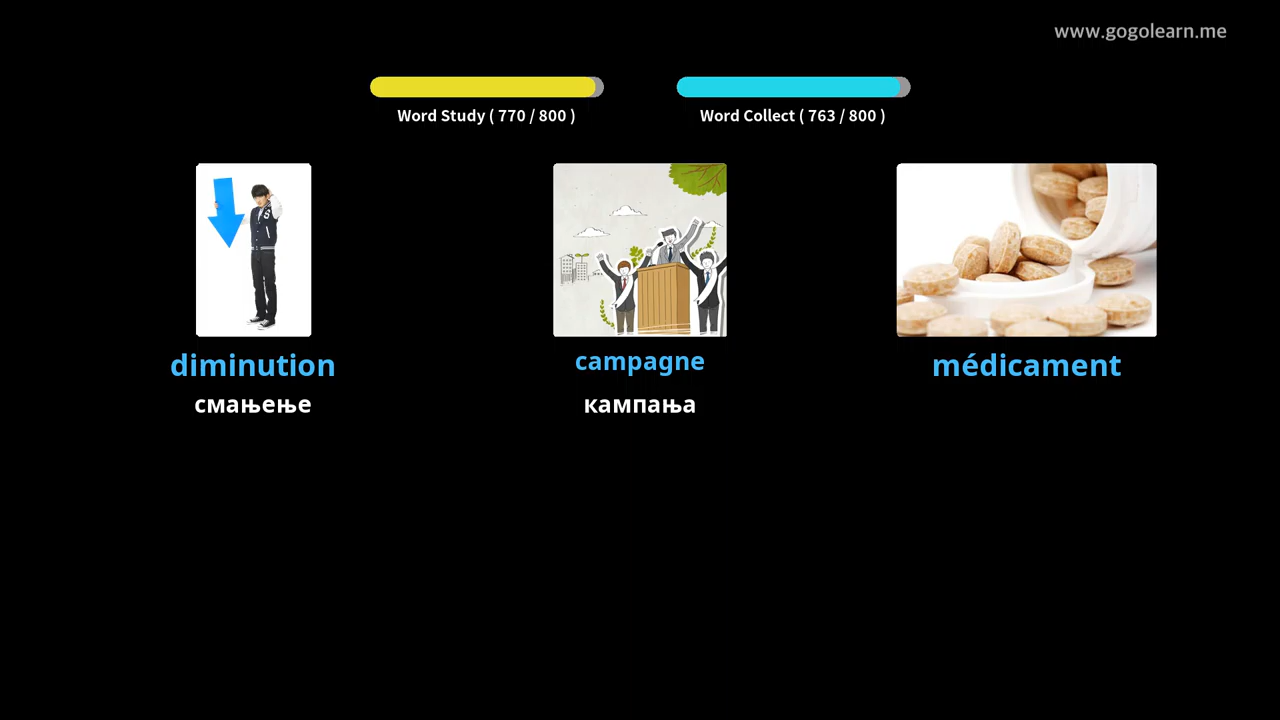 www.gogolearn.me
Word Study ( 770 / 800 )
Word Collect ( 763 / 800 )
diminution
campagne
médicament
смањење
кампања